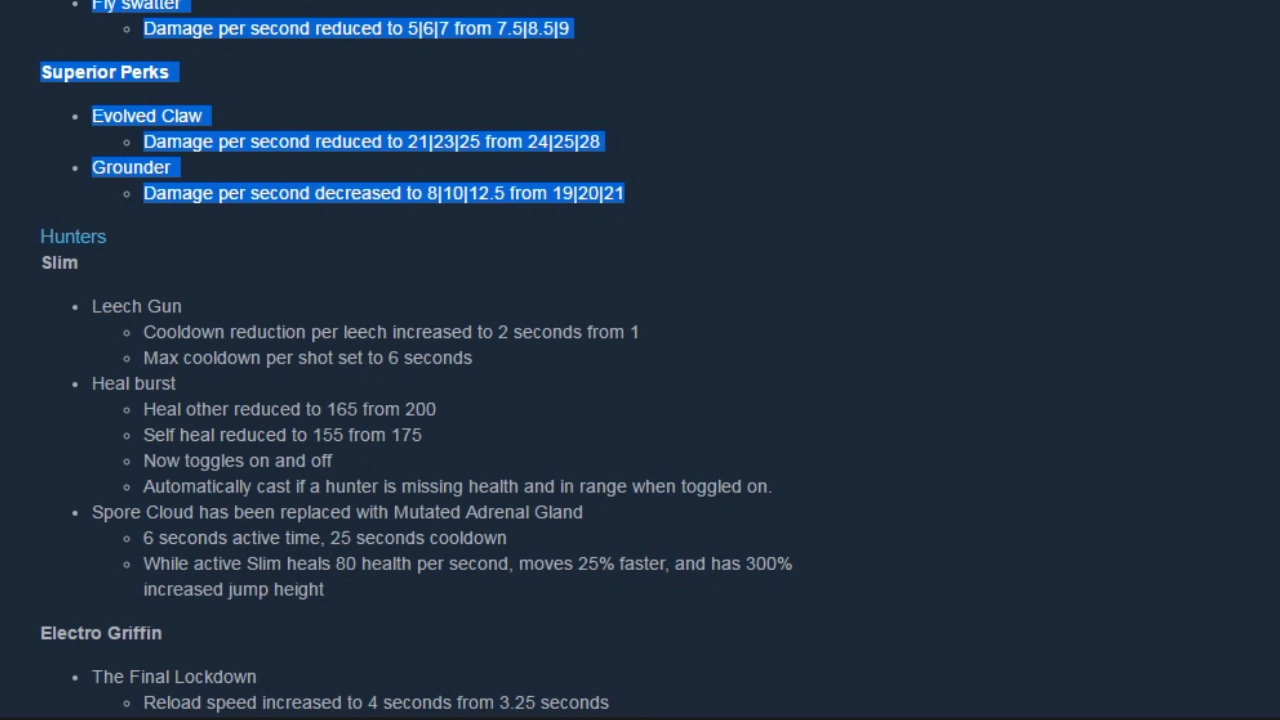 Fly swatter
Damage per second reduced to 5|6|7 from 7.5|8.5|9
Superior Perks
Evolved Claw
Damage per second reduced to 21|23|25 from 24|25|28
Grounder
Damage per second decreased to 8|10|12.5 from 19|20|21
Hunters
Slim
Leech Gun
Cooldown reduction per leech increased to 2 seconds from 1
Max cooldown per shot set to 6 seconds
Heal burst
Heal other reduced to 165 from 200
Self heal reduced to 155 from 175
Now toggles on and off
Automatically cast if a hunter is missing health and in range when toggled on.
Spore Cloud has been replaced with Mutated Adrenal Gland
6 seconds active time, 25 seconds cooldown
While active Slim heals 80 health per second, moves 25% faster, and has 300%
increased jump height
Electro Griffin
The Final Lockdown
Reload speed increased to 4 seconds from 3.25 seconds